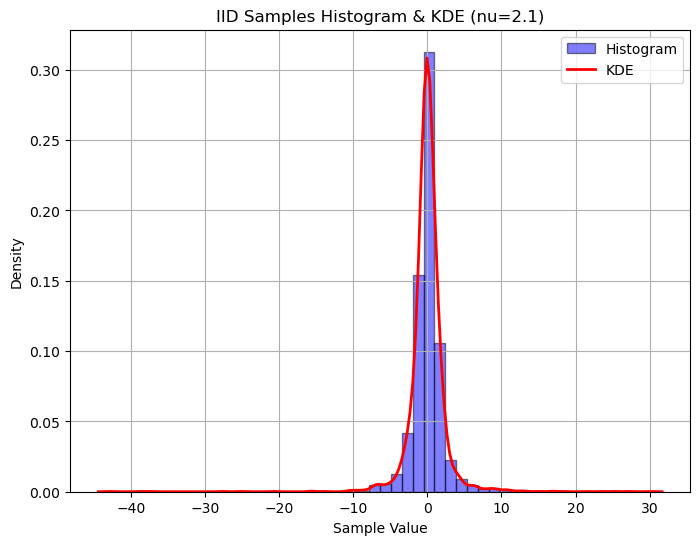 IID Samples Histogram & KDE (nu=2.1)
Histogram
KDE
Density
0.30
0.25
0.20
0.15
0.10
0.05
0.00
−40 −30 −20 −10 0 10 20 30
Sample Value